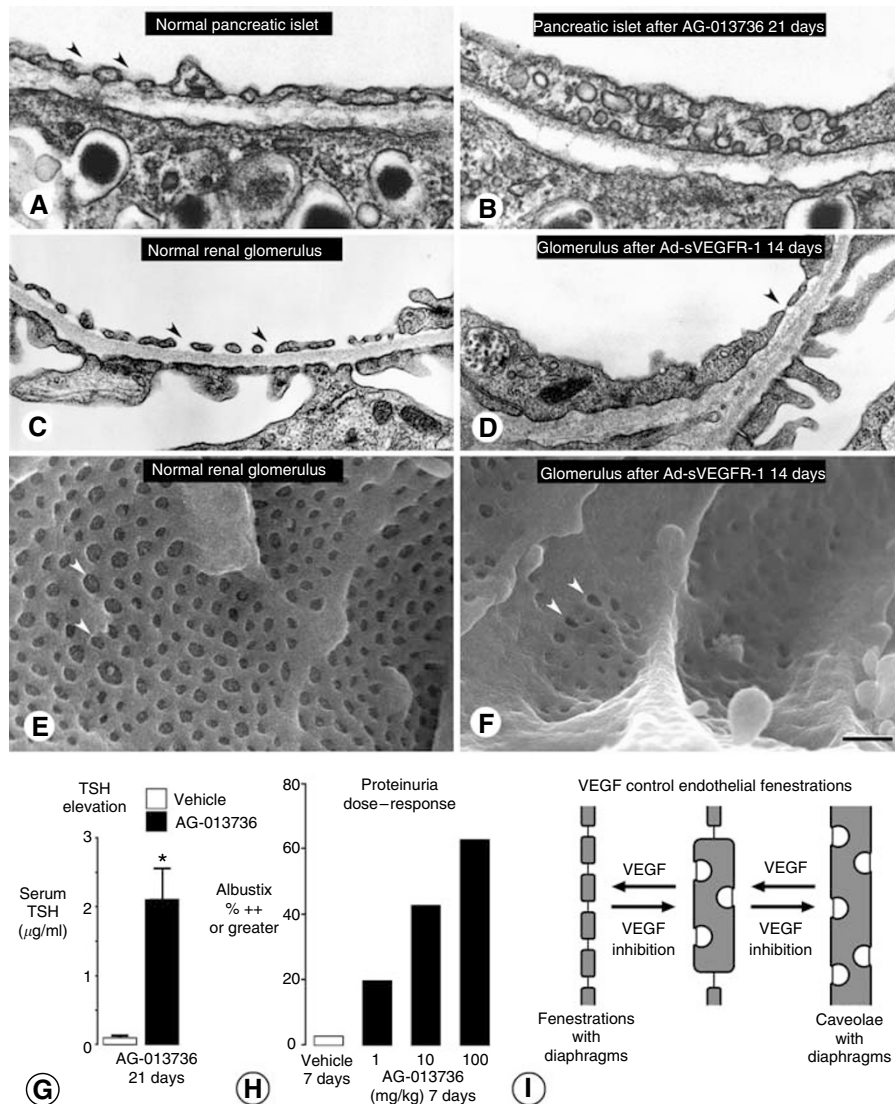 Normal pancreatic islet
A
Pancreatic islet after AG-013736 21 days
B
Normal renal glomerulus
C
Glomerulus after Ad-sVEGFR-1 14 days
D
Normal renal glomerulus
E
Glomerulus after Ad-sVEGFR-1 14 days
F
TSH
elevation
Vehicle
AG-013736
3
2
1
0
Serum
TSH
(μg/ml)
*
AG-013736
21 days
G
Proteinuria
dose–response
80
60
40
20
0
Albustix
% ++
or greater
Vehicle
7 days
1 10 100
AG-013736
(mg/kg) 7 days
H
VEGF control endothelial fenestrations
VEGF
VEGF
inhibition
VEGF
VEGF
inhibition
Fenestrations
with
diaphragms
Caveolae
with
diaphragms
I